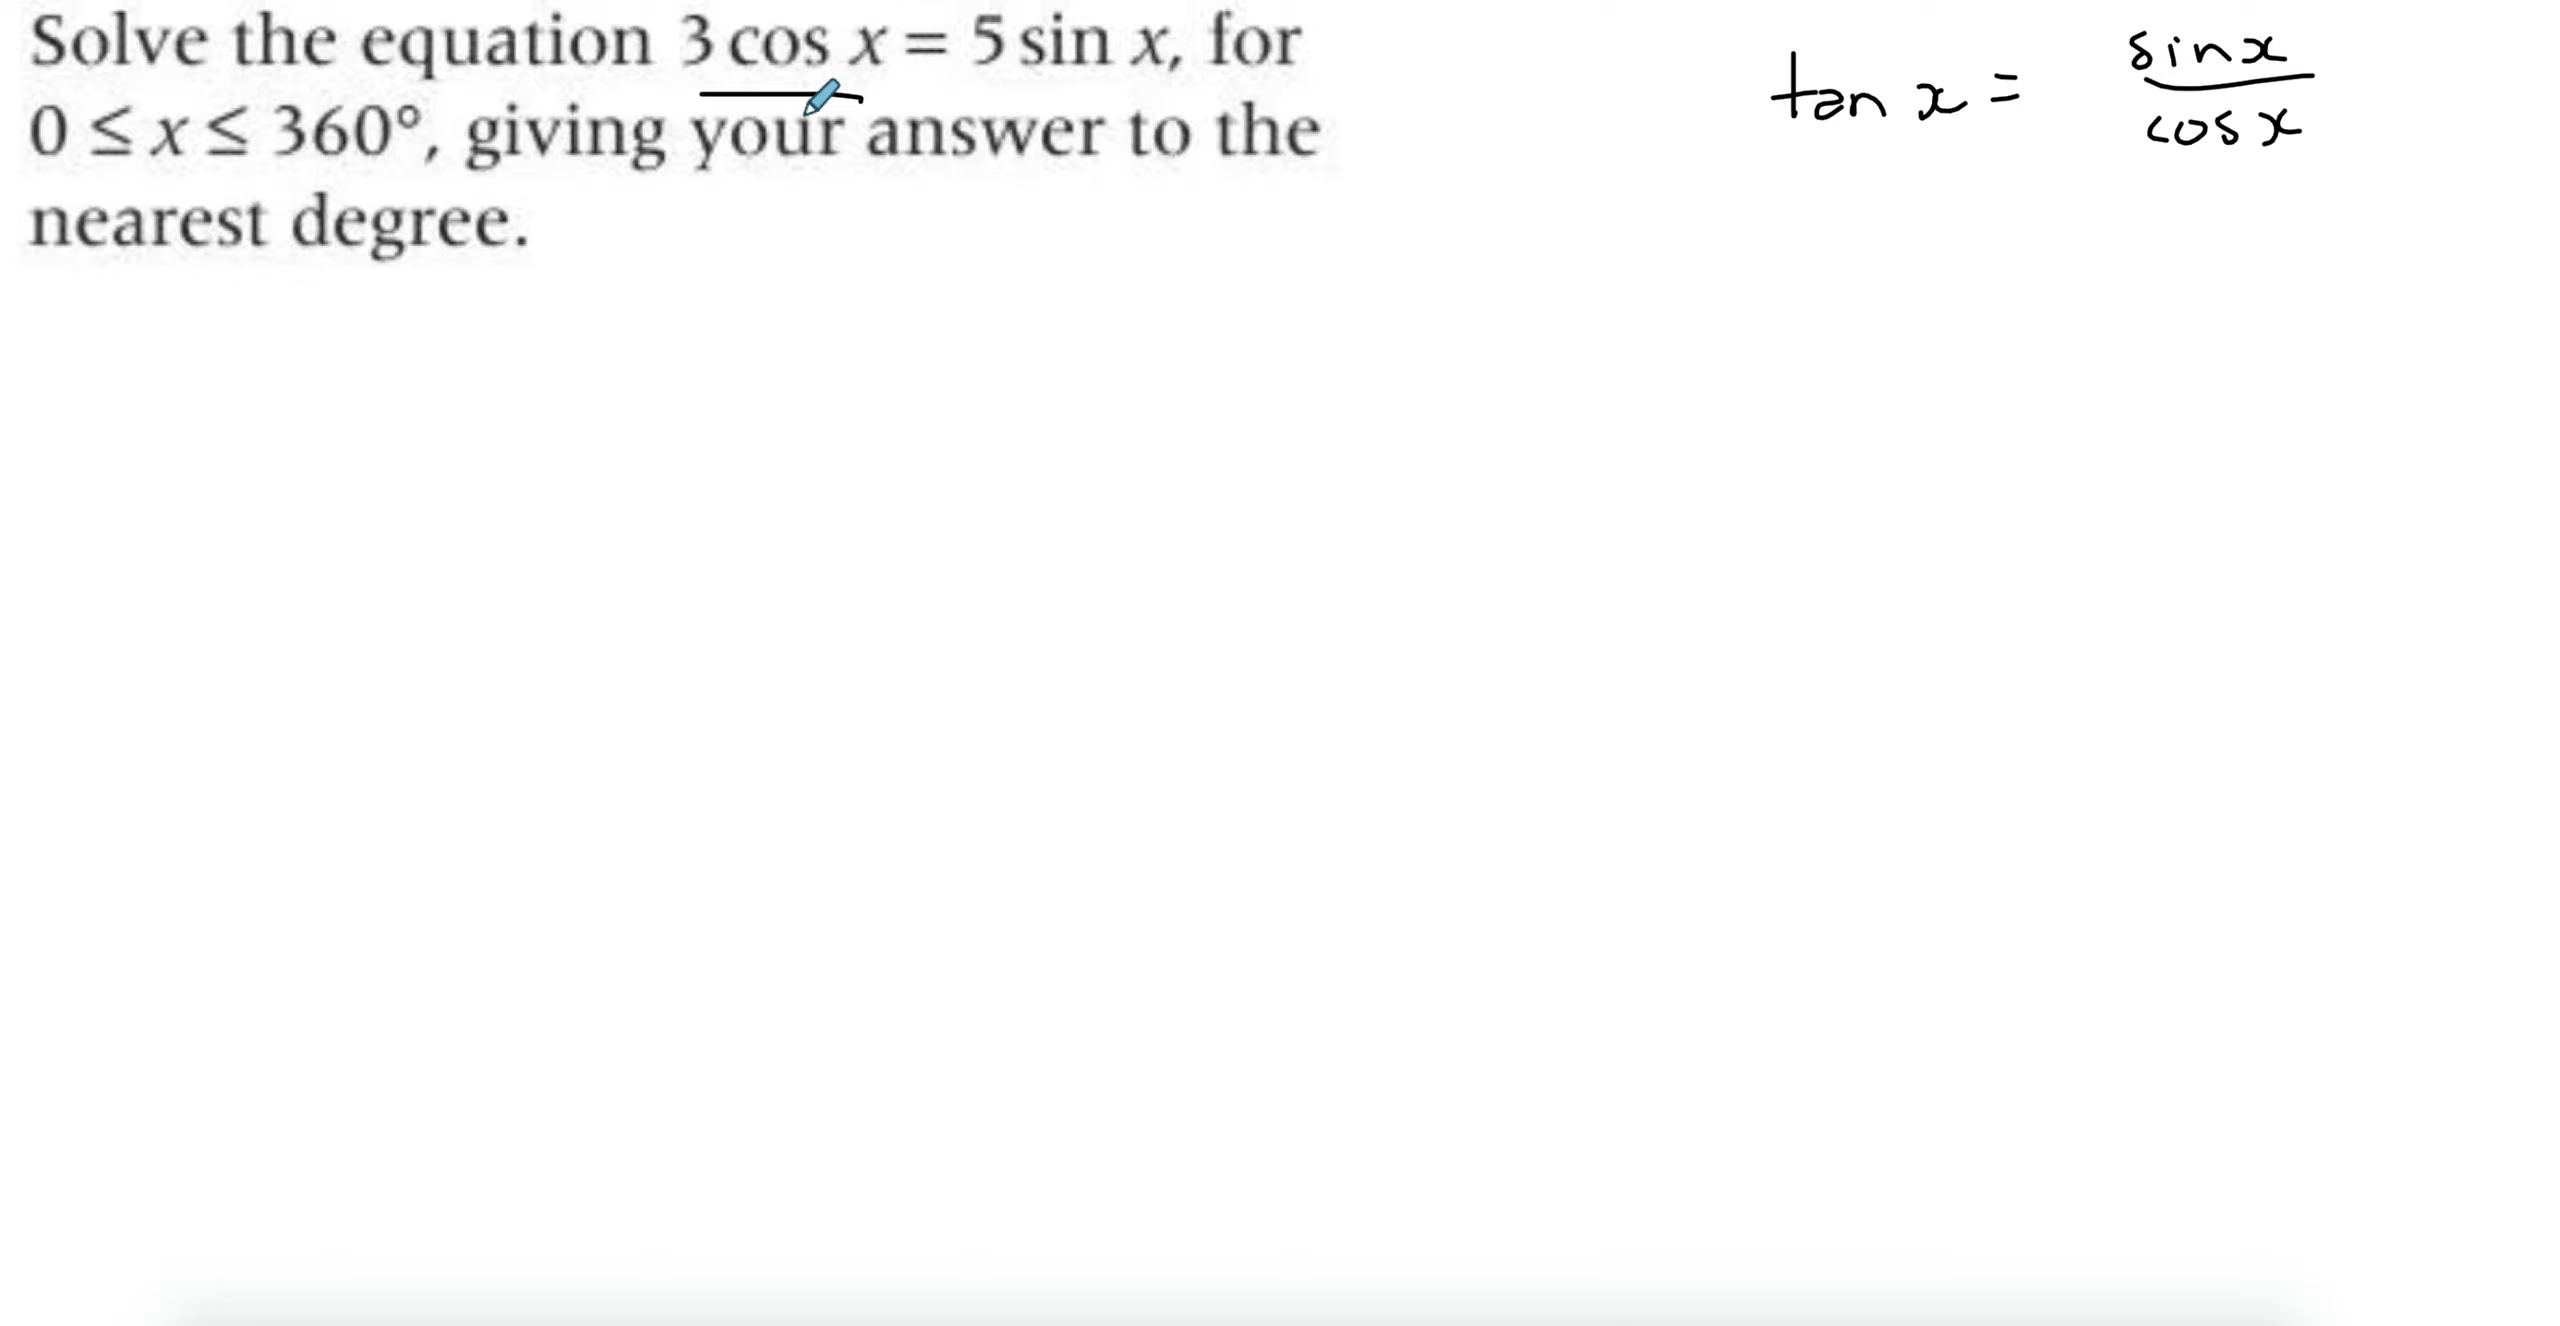 Solve the equation 3 cos x = 5 sin x, for
0 ≤ x ≤ 360°, giving your answer to the
nearest degree.
tan x = sin x / cos x